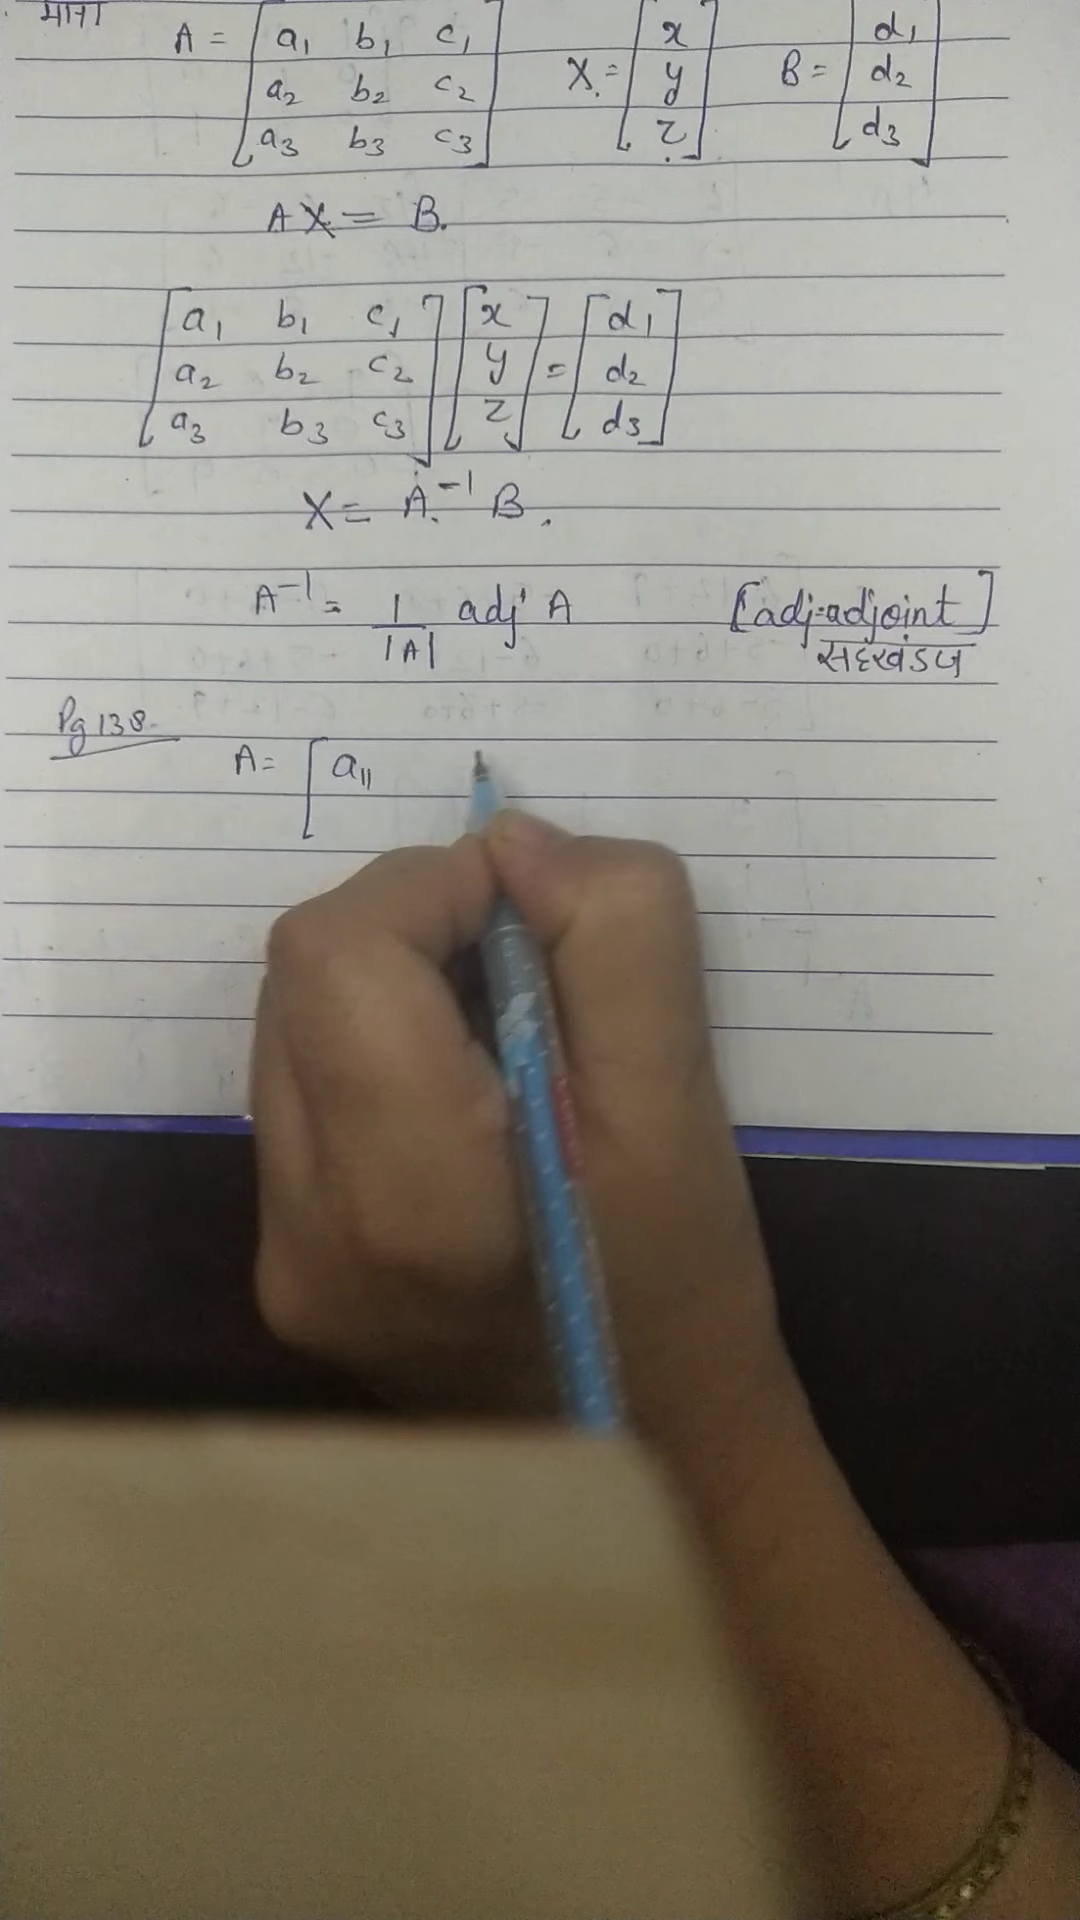 माना
A = [ a₁ b₁ c₁ X = [ x B = [ d₁
a₂ b₂ c₂ y d₂
a₃ b₃ c₃ ] z ] d₃ ]
AX = B.
[ a₁ b₁ c₁ ] [ x ] [ d₁ ]
a₂ b₂ c₂ y = d₂
a₃ b₃ c₃ z d₃
X = A⁻¹ B.
A⁻¹ = 1/|A| adj A [adj=adjoint]
सहखंडज
Pg 138.
A = [ a₁₁